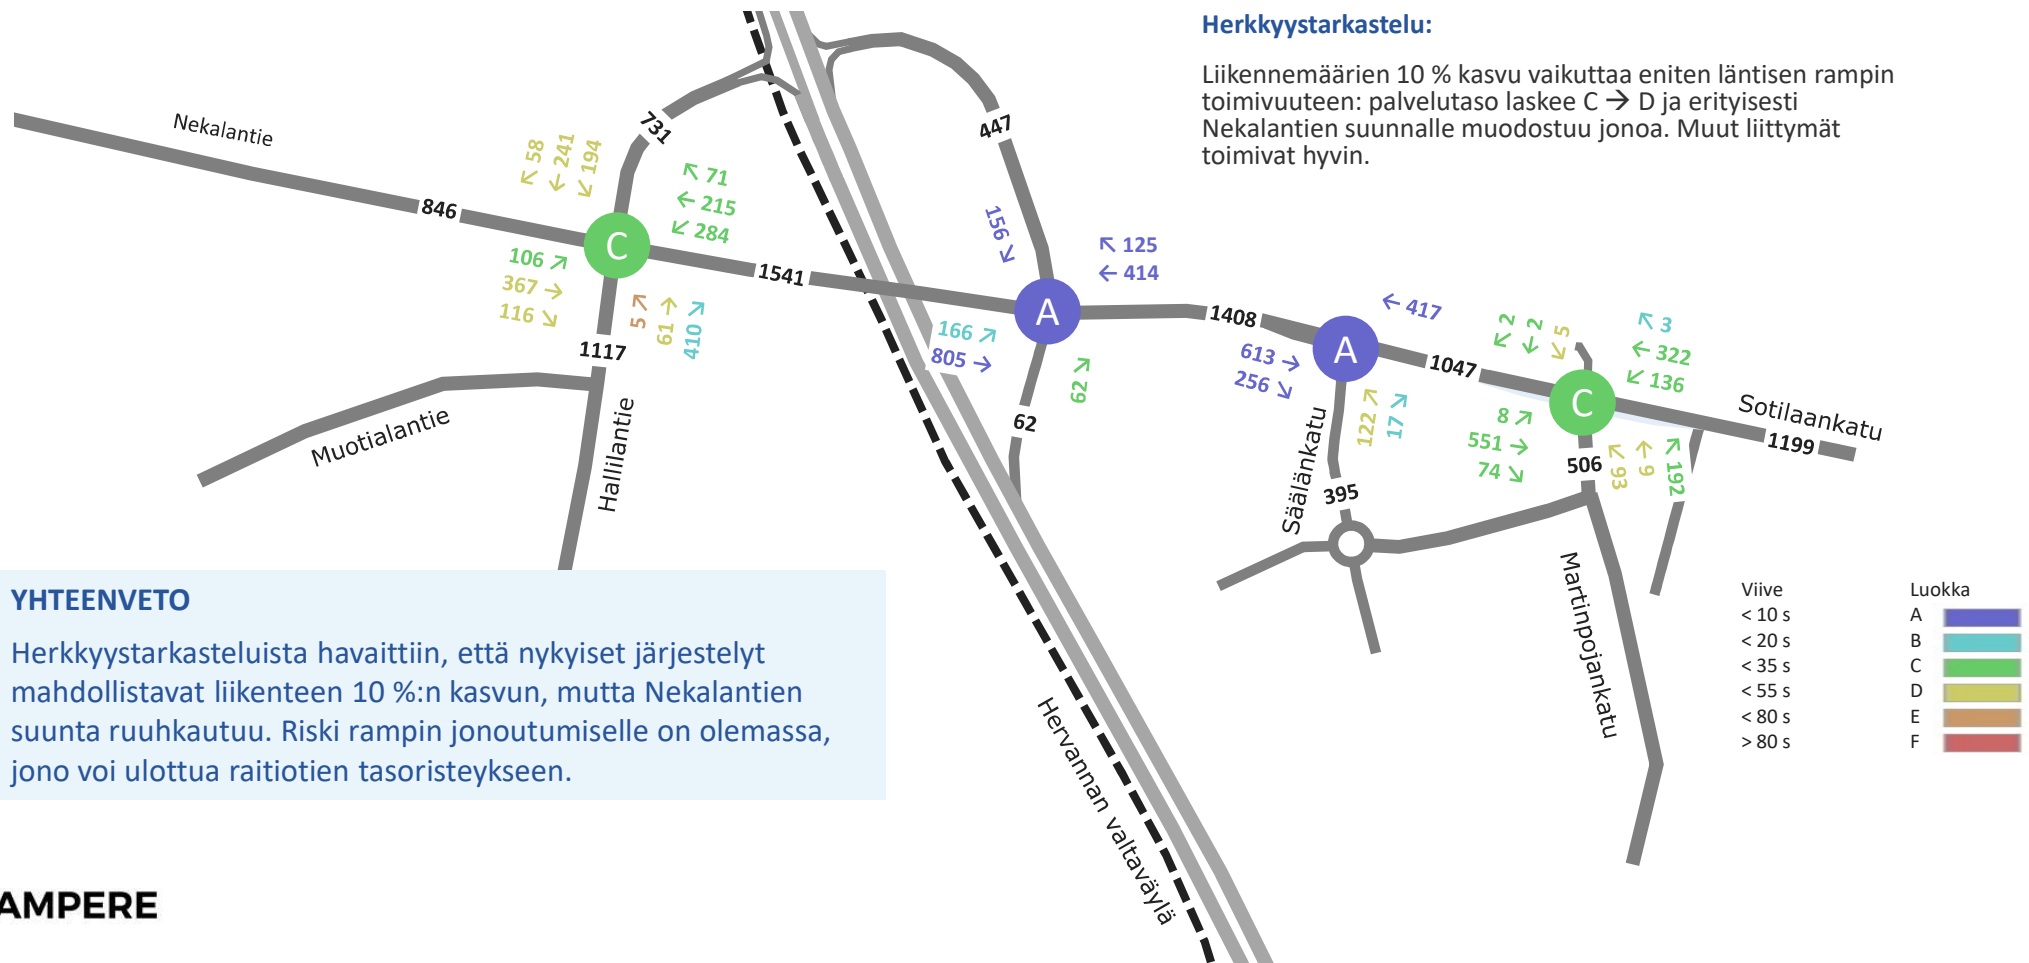 Herkkyystarkastelu:
Liikennemäärien 10 % kasvu vaikuttaa eniten läntisen rampin
toimivuuteen: palvelutaso laskee C → D ja erityisesti
Nekalantien suunnalle muodostuu jonoa. Muut liittymät
toimivat hyvin.
Nekalantie
846
731
↙ 58
↓ 241
↙ 194
↖ 71
← 215
↙ 284
C
106 ↗
367 →
116 ↘
5 ↗
61 ↑
410 ↗
1117
1541
Muotialantie
Hallilantie
447
156 ↘
↖ 125
← 414
A
166 ↗
805 →
62 ↗
62
1408
← 417
A
613 →
256 ↘
122 ↗
17 ↗
Säälänkatu
395
1047
↙ 2
↓ 2
↙ 5
↖ 3
← 322
↙ 136
C
8 ↗
551 →
74 ↘
↖ 93
↑ 9
↗ 192
506
Sotilaankatu
1199
Martinpojankatu
Hervannan valtaväylä
YHTEENVETO
Herkkyystarkasteluista havaittiin, että nykyiset järjestelyt
mahdollistavat liikenteen 10 %:n kasvun, mutta Nekalantien
suunta ruuhkautuu. Riski rampin jonoutumiselle on olemassa,
jono voi ulottua raitiotien tasoristeykseen.
Viive Luokka
< 10 s A
< 20 s B
< 35 s C
< 55 s D
< 80 s E
> 80 s F
AMPERE